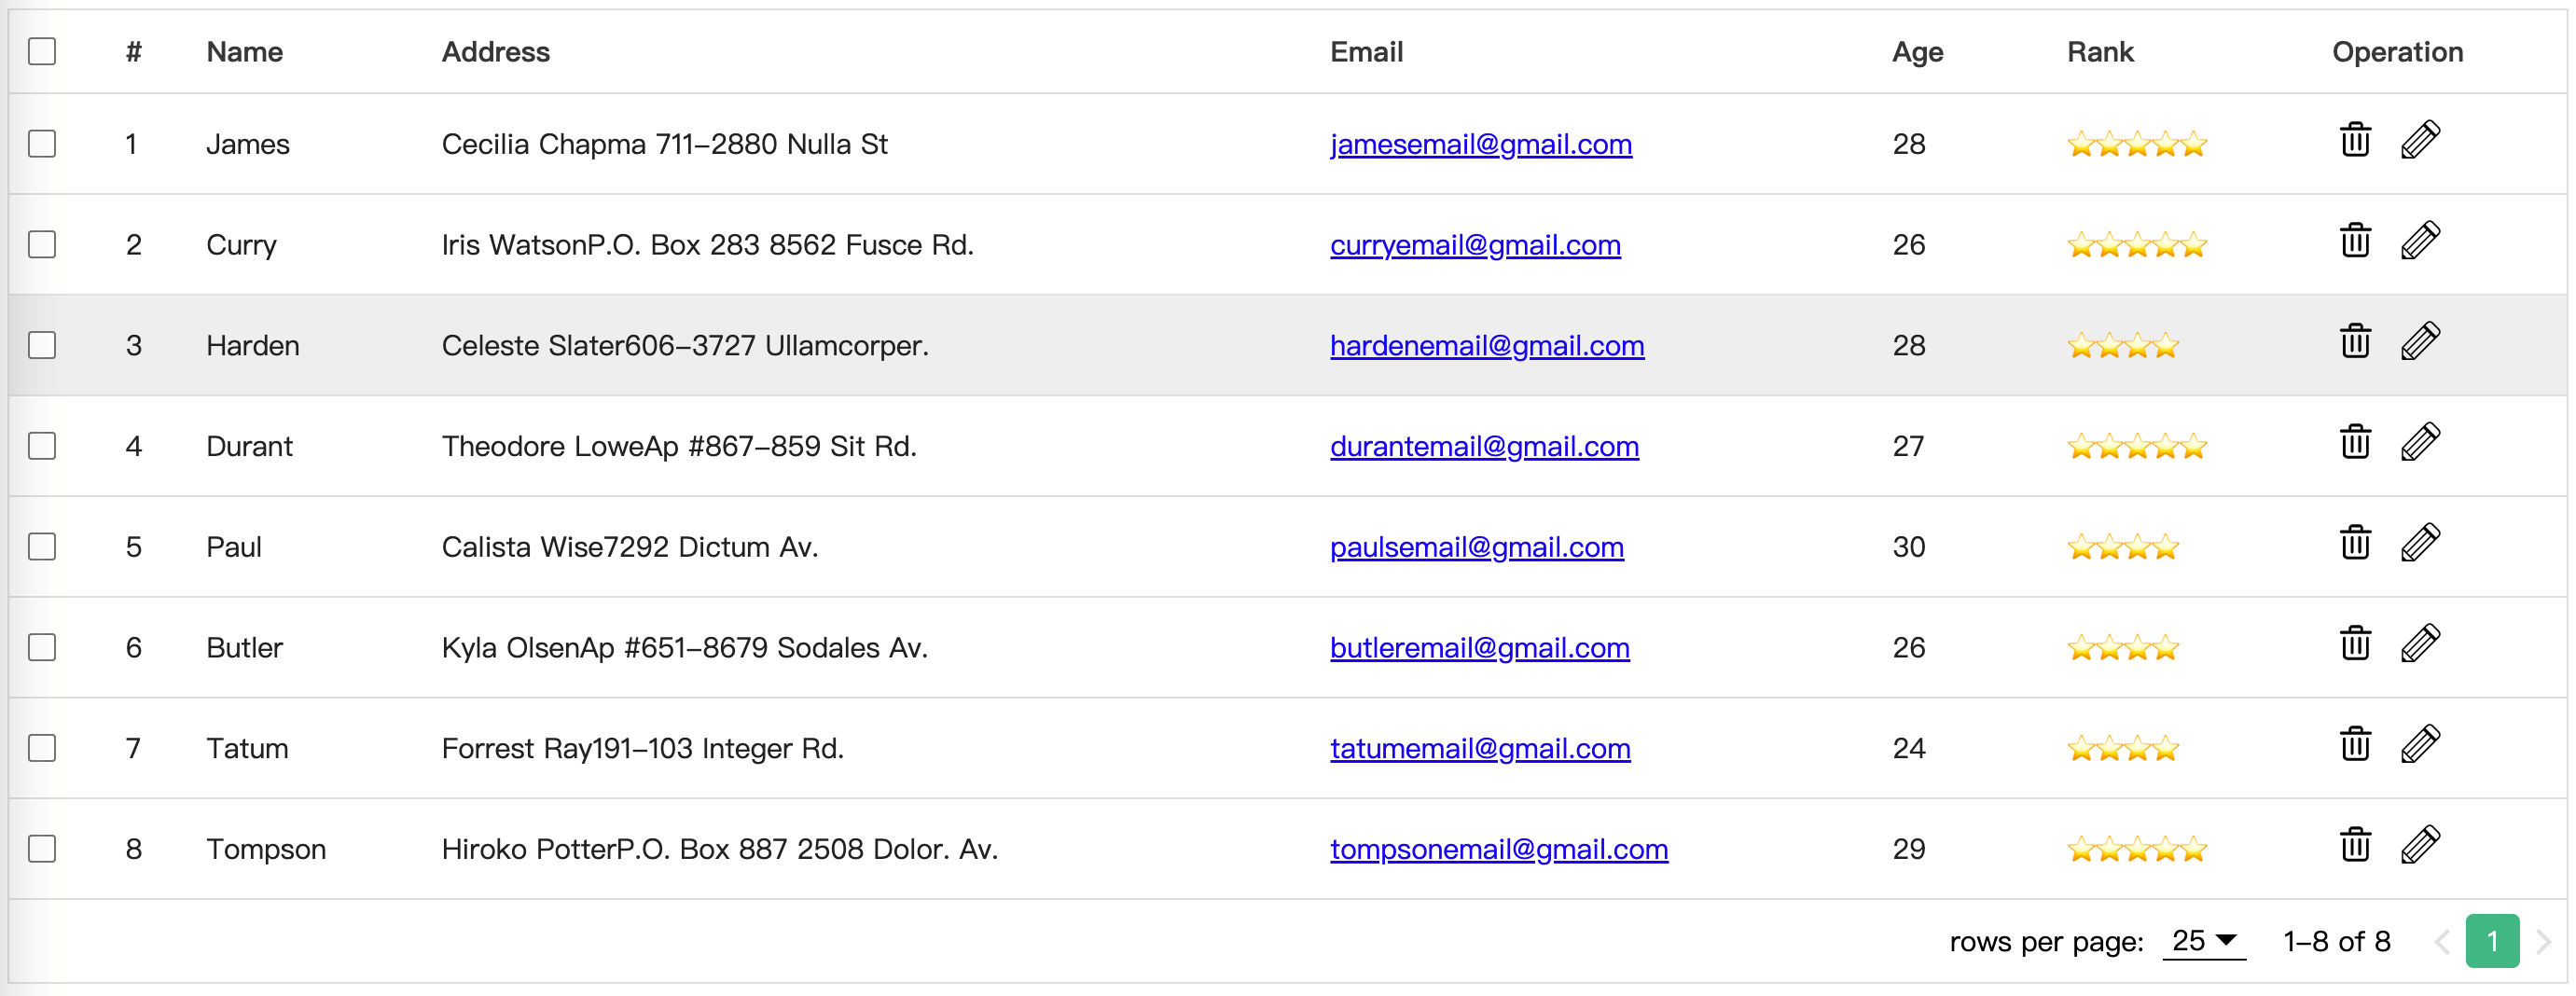 # Name Address Email Age Rank Operation
1 James Cecilia Chapma 711-2880 Nulla St jamesemail@gmail.com 28
2 Curry Iris WatsonP.O. Box 283 8562 Fusce Rd. curryemail@gmail.com 26
3 Harden Celeste Slater606-3727 Ullamcorper. hardenemail@gmail.com 28
4 Durant Theodore LoweAp #867-859 Sit Rd. durantemail@gmail.com 27
5 Paul Calista Wise7292 Dictum Av. paulsemail@gmail.com 30
6 Butler Kyla OlsenAp #651-8679 Sodales Av. butleremail@gmail.com 26
7 Tatum Forrest Ray191-103 Integer Rd. tatumemail@gmail.com 24
8 Tompson Hiroko PotterP.O. Box 887 2508 Dolor. Av. tompsonemail@gmail.com 29
rows per page: 25 1-8 of 8 1